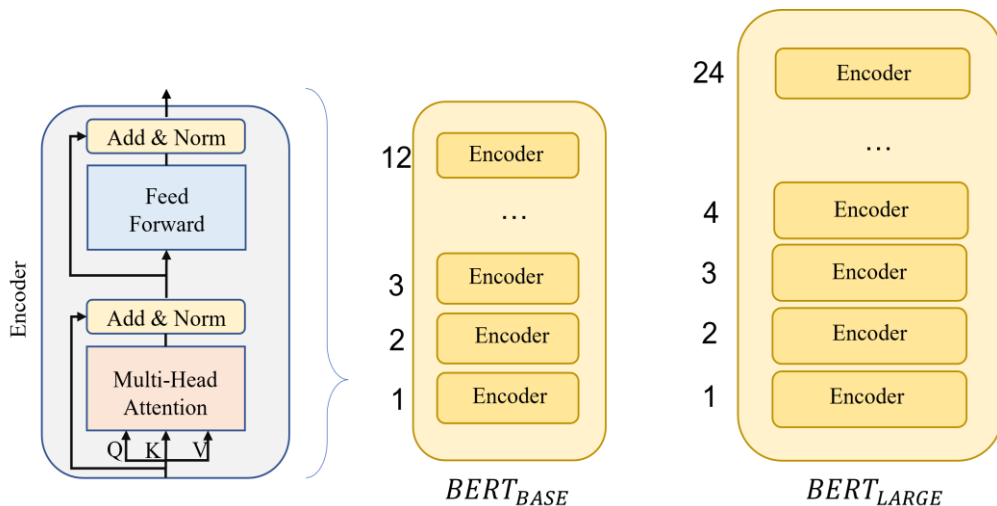 Encoder
Add & Norm
Feed
Forward
Add & Norm
Multi-Head
Attention
Q K V
12 Encoder
...
3 Encoder
2 Encoder
1 Encoder
BERT_BASE
24 Encoder
...
4 Encoder
3 Encoder
2 Encoder
1 Encoder
BERT_LARGE